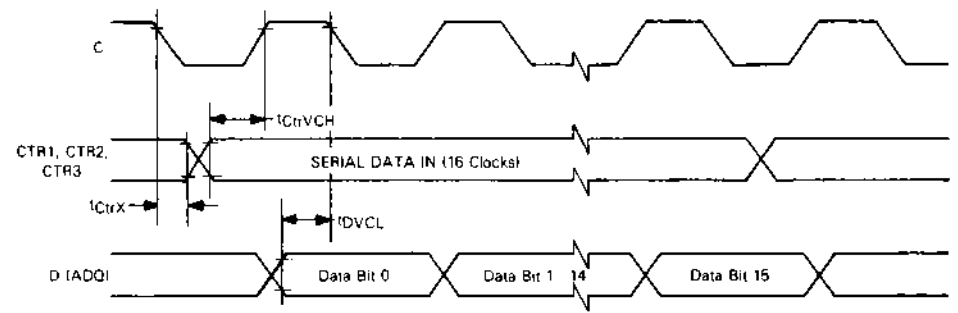 C
tCtrVCH
CTR1, CTR2,
CTR3
SERIAL DATA IN (16 Clocks)
tCtrX
tDVCL
D (ADQ)
Data Bit 0
Data Bit 1
14
Data Bit 15